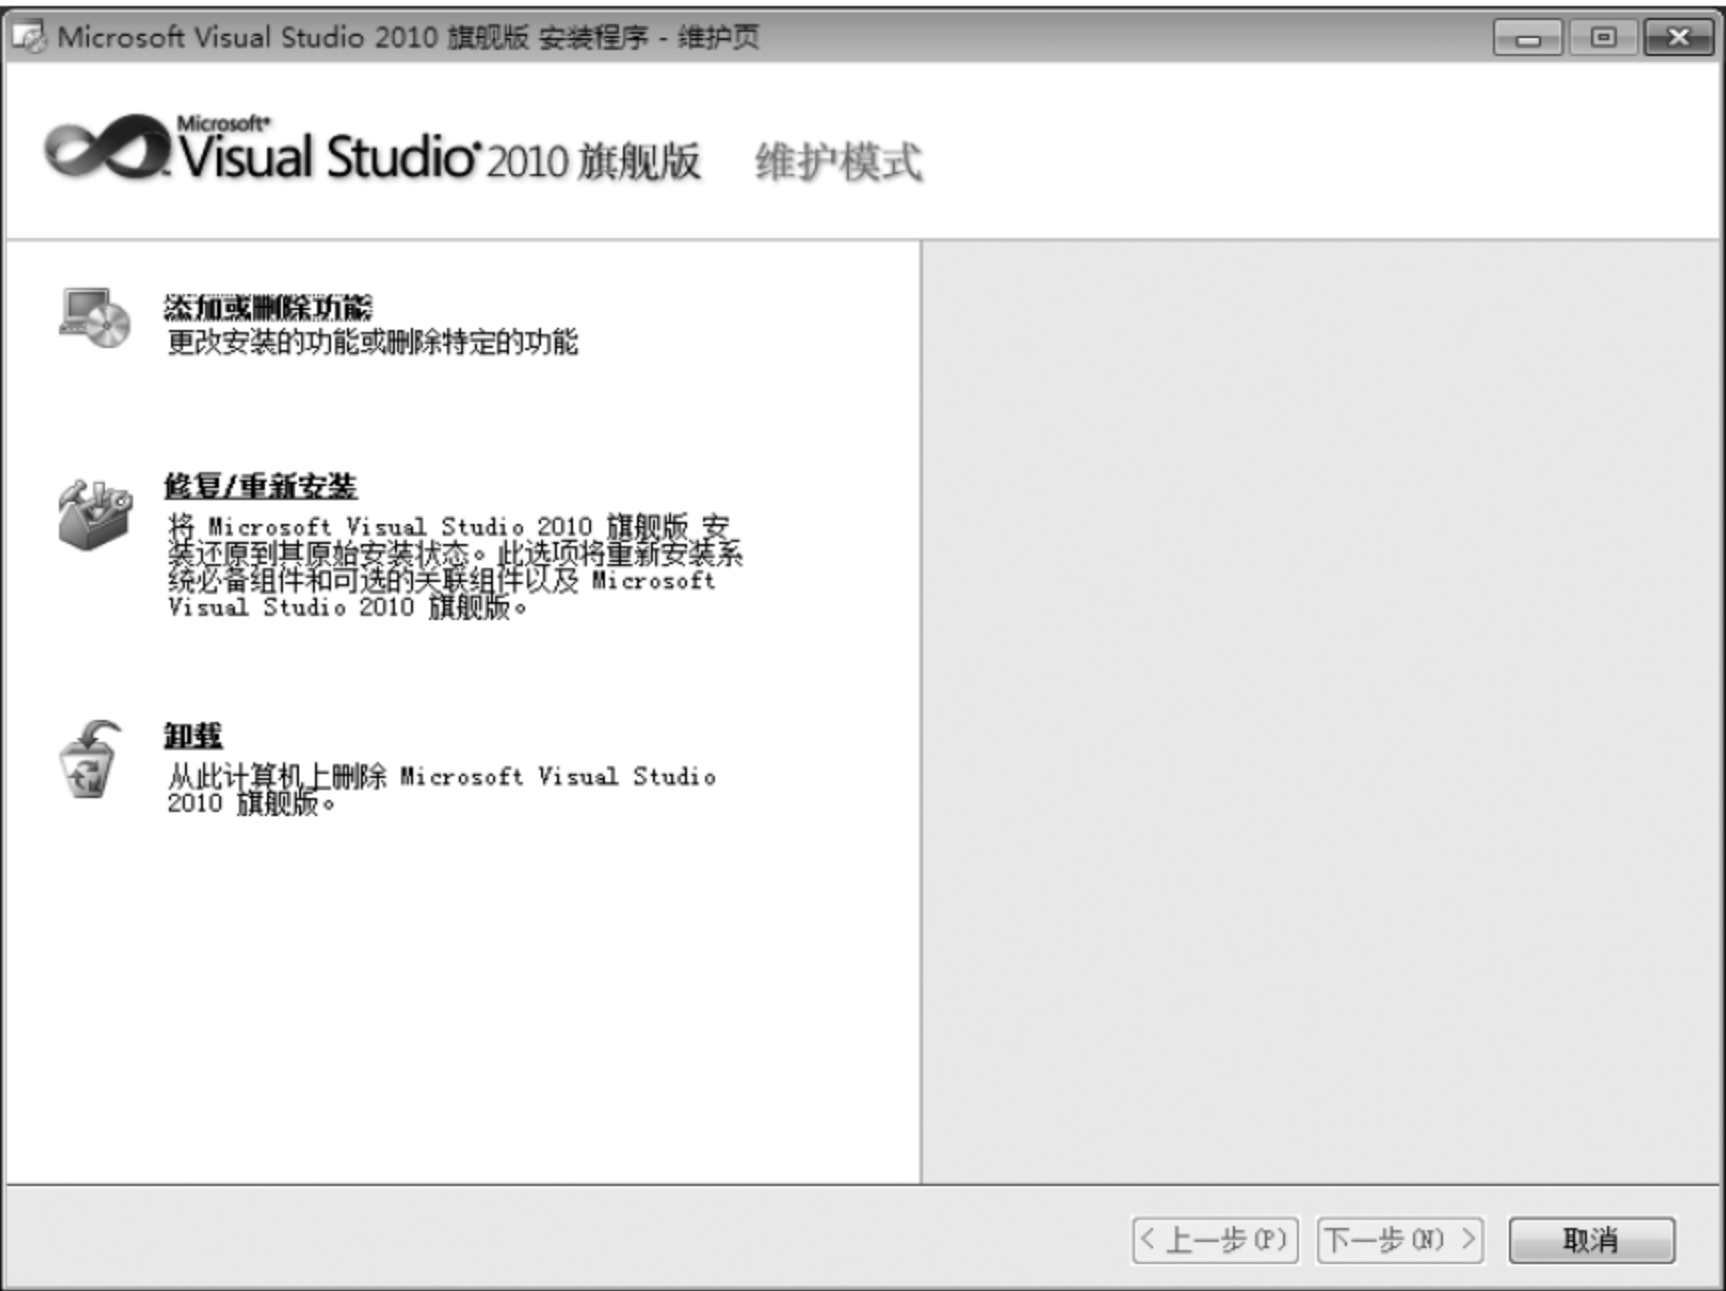 Microsoft Visual Studio 2010 旗舰版 安装程序 - 维护页
Microsoft®
Visual Studio® 2010 旗舰版 维护模式
添加或删除功能
更改安装的功能或删除特定的功能
修复/重新安装
将 Microsoft Visual Studio 2010 旗舰版 安
装还原到其原始安装状态。此选项将重新安装系
统必备组件和可选的关联组件以及 Microsoft
Visual Studio 2010 旗舰版。
卸载
从此计算机上删除 Microsoft Visual Studio
2010 旗舰版。
< 上一步(P) 下一步(N) > 取消